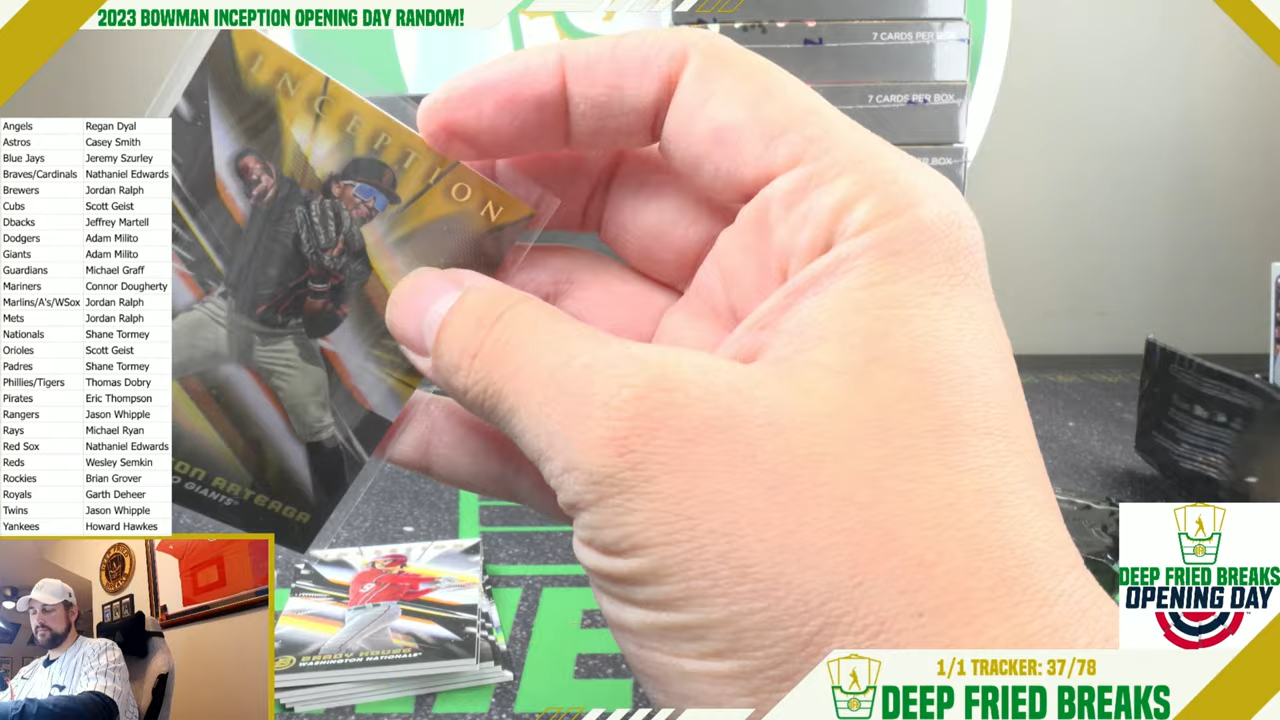 2023 BOWMAN INCEPTION OPENING DAY RANDOM!
7 CARDS PER BOX
7 CARDS PER BOX
INCEPTION
Angels Regan Dyal
Astros Casey Smith
Blue Jays Jeremy Szurley
Braves/Cardinals Nathaniel Edwards
Brewers Jordan Ralph
Cubs Scott Geist
Dbacks Jeffrey Martell
Dodgers Adam Milito
Giants Adam Milito
Guardians Michael Graff
Mariners Connor Dougherty
Marlins/A's/WSox Jordan Ralph
Mets Jordan Ralph
Nationals Shane Tormey
Orioles Scott Geist
Padres Shane Tormey
Phillies/Tigers Thomas Dobry
Pirates Eric Thompson
Rangers Jason Whipple
Rays Michael Ryan
Red Sox Nathaniel Edwards
Reds Wesley Semkin
Rockies Brian Grover
Royals Garth Deheer
Twins Jason Whipple
Yankees Howard Hawkes
ON ARTEAGA
GIANTS
BRADY HOUSE
WASHINGTON NATIONALS
DEEP FRIED BREAKS
OPENING DAY
1/1 TRACKER: 37/78
DEEP FRIED BREAKS